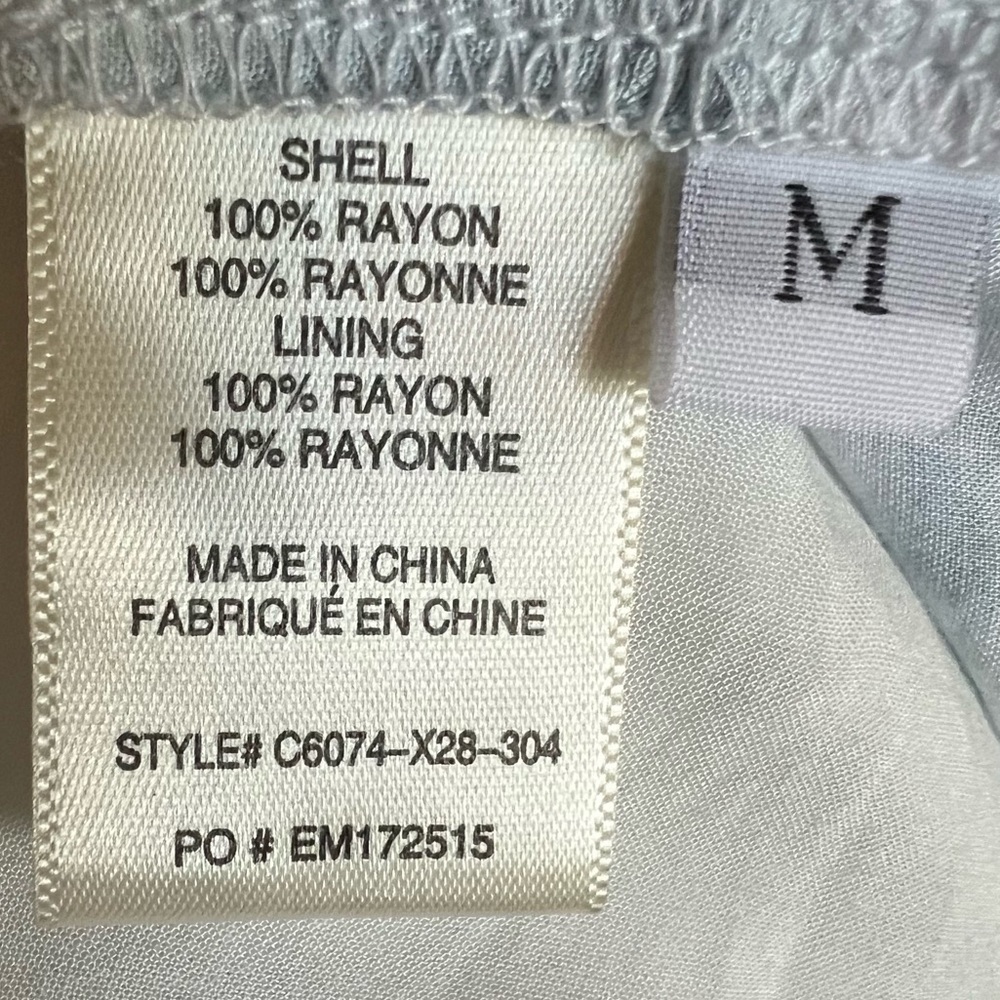 SHELL
100% RAYON
100% RAYONNE
LINING
100% RAYON
100% RAYONNE
MADE IN CHINA
FABRIQUÉ EN CHINE
STYLE# C6074-X28-304
PO # EM172515
M